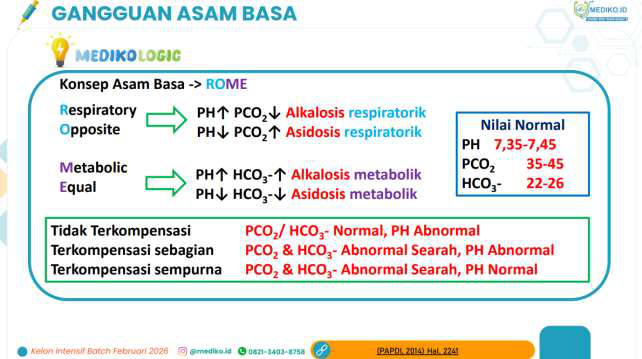 GANGGUAN ASAM BASA
MEDIKO.ID
MEDIKOLOGIC
Konsep Asam Basa -> ROME
Respiratory
Opposite
PH↑ PCO₂↓ Alkalosis respiratorik
PH↓ PCO₂↑ Asidosis respiratorik
Metabolic
Equal
PH↑ HCO₃-↑ Alkalosis metabolik
PH↓ HCO₃-↓ Asidosis metabolik
Nilai Normal
PH 7,35-7,45
PCO₂ 35-45
HCO₃- 22-26
Tidak Terkompensasi PCO₂/ HCO₃- Normal, PH Abnormal
Terkompensasi sebagian PCO₂ & HCO₃- Abnormal Searah, PH Abnormal
Terkompensasi sempurna PCO₂ & HCO₃- Abnormal Searah, PH Normal
Kelon Intensif Batch Februari 2026 @mediko.id 0821-3403-8758 (PAPDI, 2014) Hal. 2241